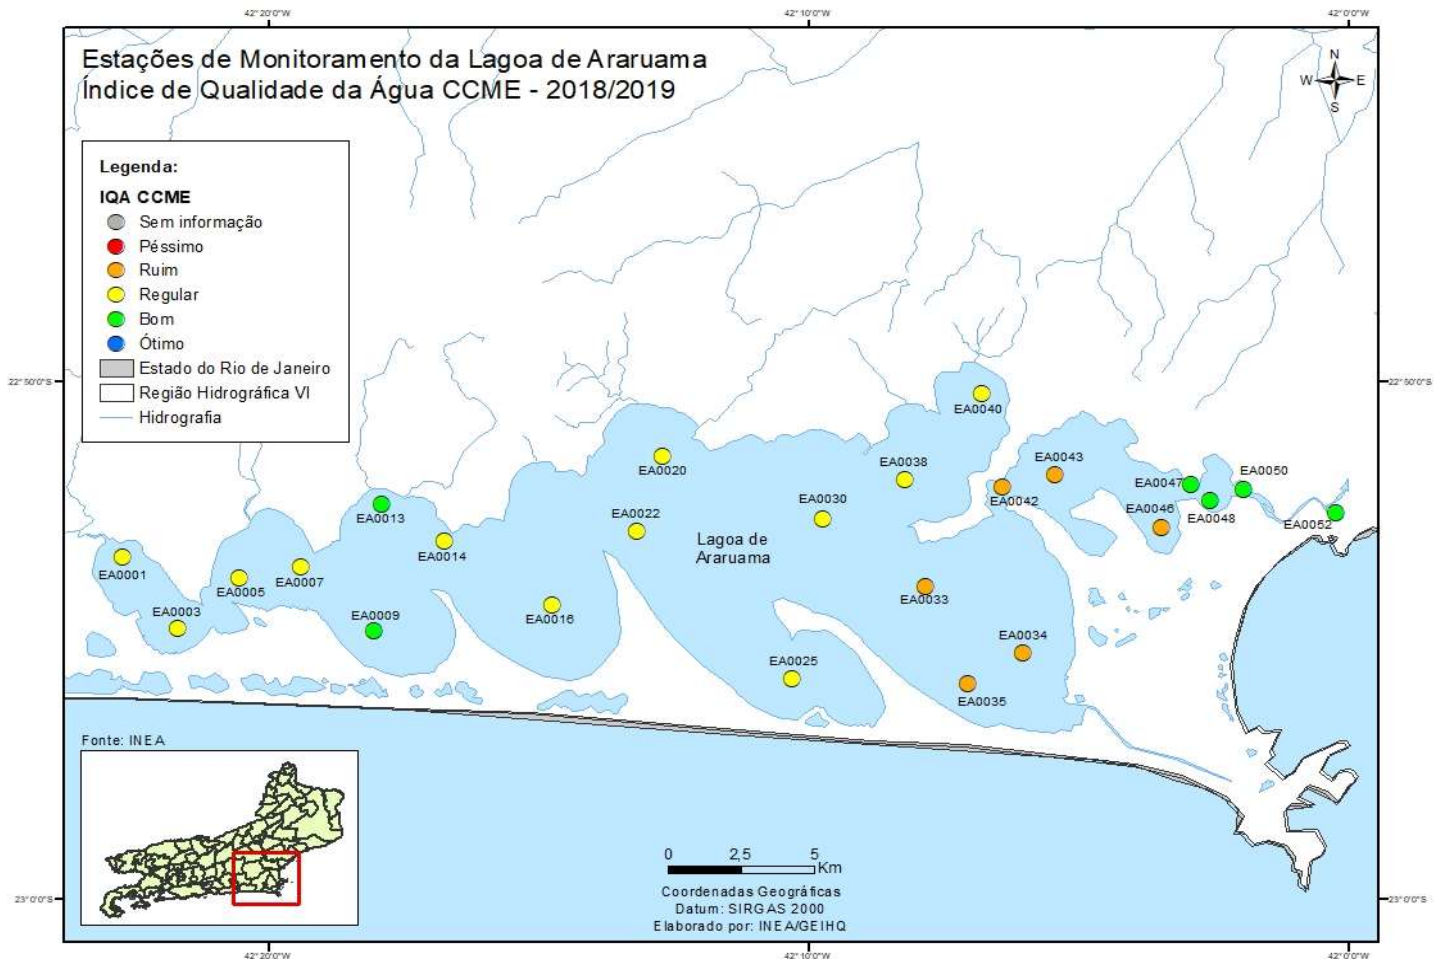 42°20'0"W
42°10'0"W
42°0'0"W
Estações de Monitoramento da Lagoa de Araruama
Índice de Qualidade da Água CCME - 2018/2019
N
W
E
S
Legenda:
IQA CCME
Sem informação
Péssimo
Ruim
Regular
Bom
Ótimo
Estado do Rio de Janeiro
Região Hidrográfica VI
Hidrografia
22°50'0"S
22°50'0"S
EA0040
EA0043
EA0038
EA0050
EA0020
EA0047
EA0042
EA0030
EA0046
EA0022
EA0013
EA0048
EA0052
Lagoa de
Araruama
EA0014
EA0001
EA0007
EA0005
EA0033
EA0003
EA0009
EA0016
EA0034
EA0025
EA0035
Fonte: INEA
0
2,5
5
Km
Coordenadas Geográficas
Datum: SIRGAS 2000
Elaborado por: INEA/GEIHQ
23°0'0"S
23°0'0"S
42°20'0"W
42°10'0"W
42°0'0"W